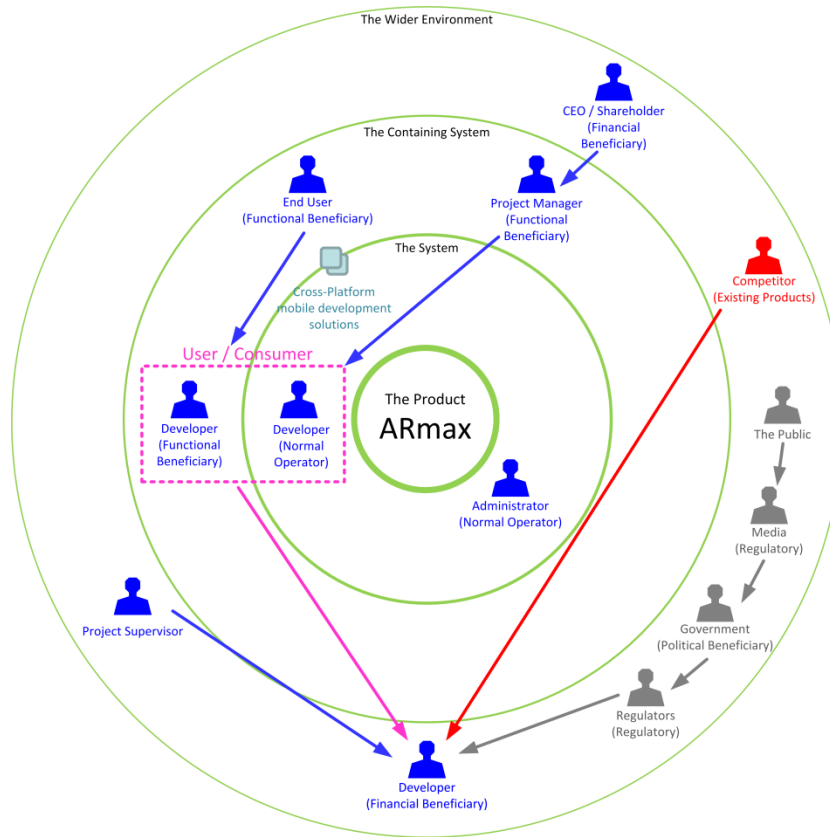 The Wider Environment
CEO / Shareholder
(Financial
Beneficiary)
The Containing System
End User
(Functional Beneficiary)
Project Manager
(Functional
Beneficiary)
The System
Cross-Platform
mobile development
solutions
Competitor
(Existing Products)
User / Consumer
Developer
(Functional
Beneficiary)
Developer
(Normal
Operator)
The Product
ARmax
The Public
Administrator
(Normal Operator)
Media
(Regulatory)
Project Supervisor
Government
(Political Beneficiary)
Regulators
(Regulatory)
Developer
(Financial Beneficiary)